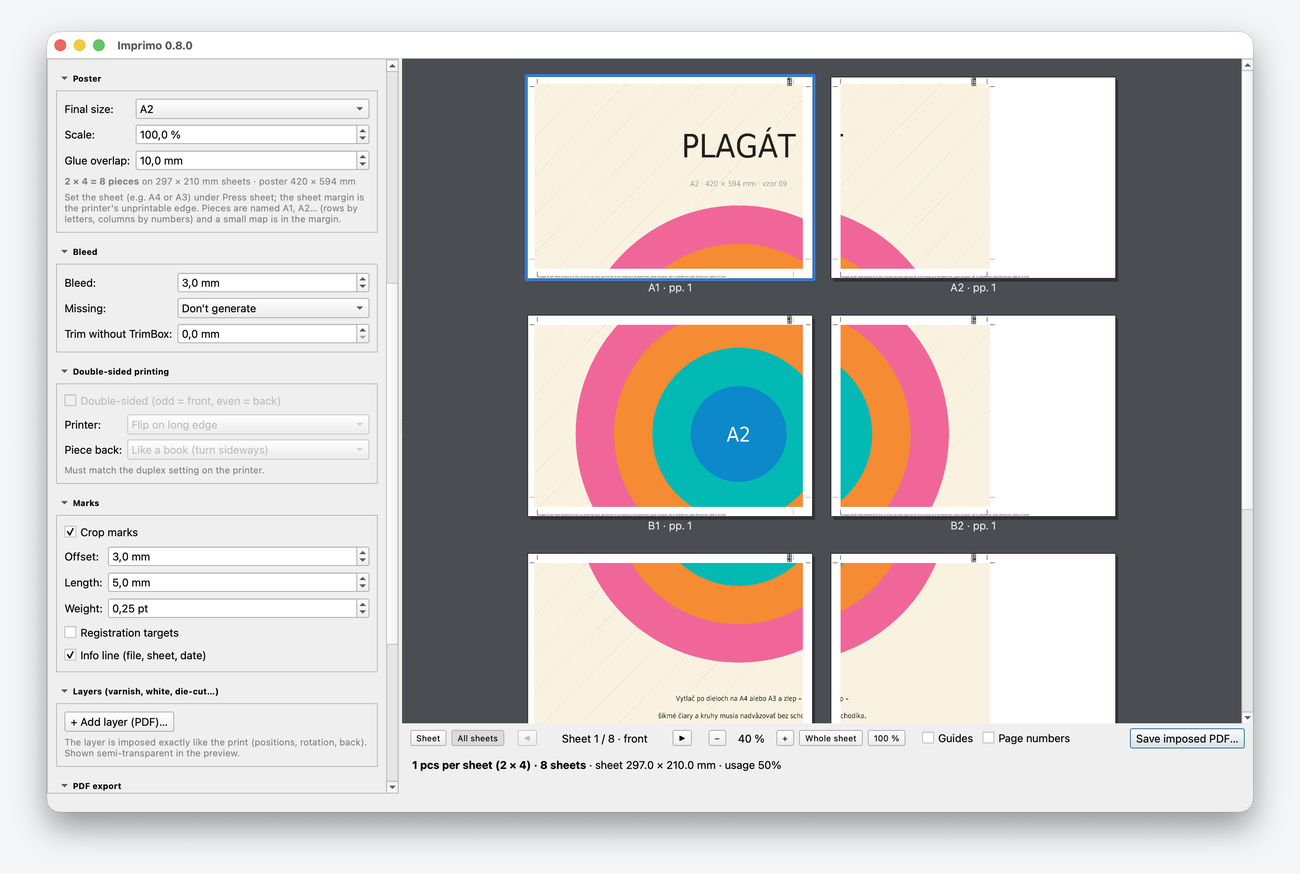 Imprimo 0.8.0
Poster
Final size: A2
Scale: 100,0 %
Glue overlap: 10,0 mm
2 × 4 = 8 pieces on 297 × 210 mm sheets · poster 420 × 594 mm
Set the sheet (e.g. A4 or A3) under Press sheet; the sheet margin is
the printer's unprintable edge. Pieces are named A1, A2... (rows by
letters, columns by numbers) and a small map is in the margin.
Bleed
Bleed: 3,0 mm
Missing: Don't generate
Trim without TrimBox: 0,0 mm
Double-sided printing
Double-sided (odd = front, even = back)
Printer: Flip on long edge
Piece back: Like a book (turn sideways)
Must match the duplex setting on the printer.
Marks
Crop marks
Offset: 3,0 mm
Length: 5,0 mm
Weight: 0,25 pt
Registration targets
Info line (file, sheet, date)
Layers (varnish, white, die-cut...)
+ Add layer (PDF)...
The layer is imposed exactly like the print (positions, rotation, back).
Shown semi-transparent in the preview.
PDF export
PLAGÁT
A2 · 420 × 594 mm · vzor 09
A1 · pp. 1
A2 · pp. 1
A2
B1 · pp. 1
B2 · pp. 1
Vytlač po dieloch na A4 alebo A3 a zlep –
šikmé čiary a kruhy musia nadväzovať bez scho
p –
chodíka.
Sheet
All sheets
Sheet 1 / 8 · front
40 %
Whole sheet
100 %
Guides
Page numbers
Save imposed PDF...
1 pcs per sheet (2 × 4) · 8 sheets · sheet 297.0 × 210.0 mm · usage 50%